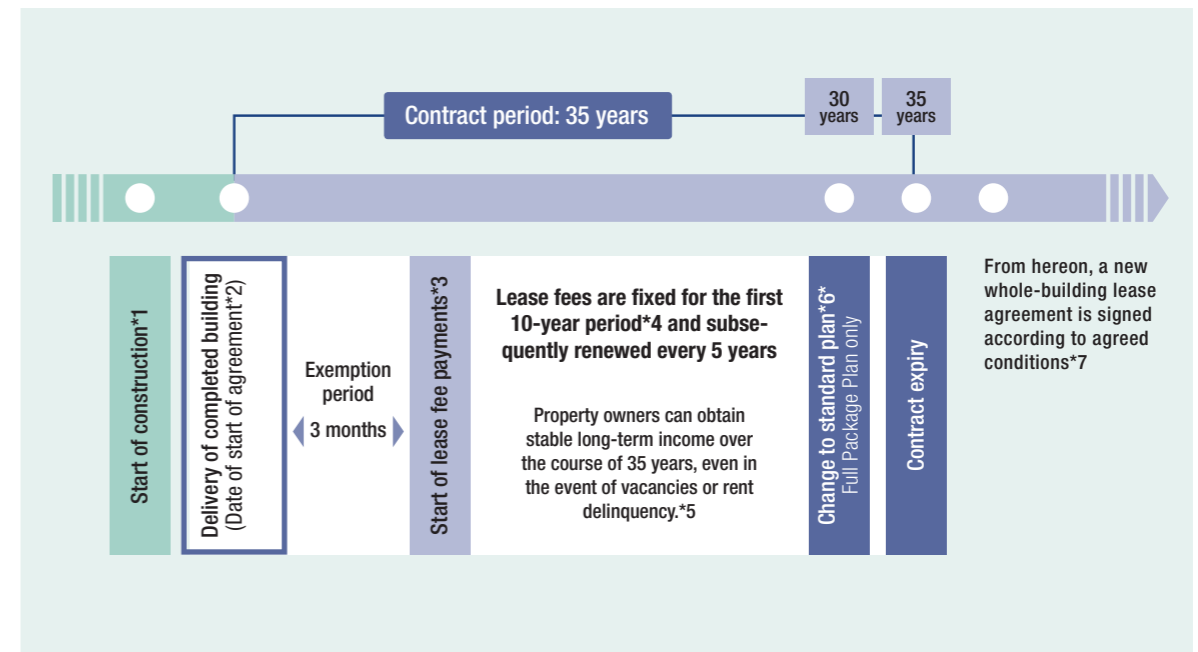 Contract period: 35 years
30
years
35
years
Start of construction*1
Delivery of completed building
(Date of start of agreement*2)
Exemption
period
3 months
Start of lease fee payments*3
Lease fees are fixed for the first
10-year period*4 and subse-
quently renewed every 5 years
Property owners can obtain
stable long-term income over
the course of 35 years, even in
the event of vacancies or rent
delinquency.*5
Change to standard plan*6*
Full Package Plan only
Contract expiry
From hereon, a new
whole-building lease
agreement is signed
according to agreed
conditions*7